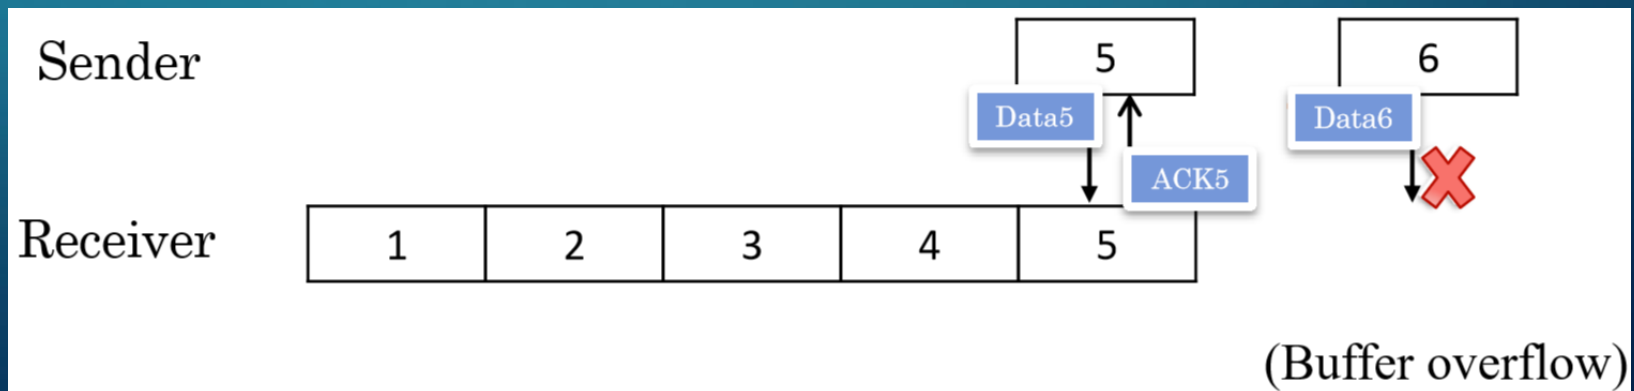 Sender
5
6
Data5
Data6
ACK5
Receiver
1 2 3 4 5
(Buffer overflow)